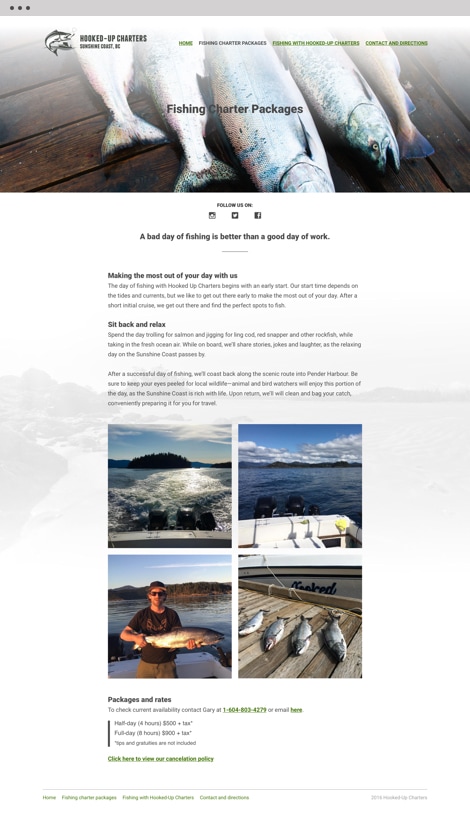 HOOKED-UP CHARTERS
SUNSHINE COAST, BC
HOME FISHING CHARTER PACKAGES FISHING WITH HOOKED-UP CHARTERS CONTACT AND DIRECTIONS
Fishing Charter Packages
FOLLOW US ON:
A bad day of fishing is better than a good day of work.
Making the most out of your day with us
The day of fishing with Hooked Up Charters begins with an early start. Our start time depends on
the tides and currents, but we like to get out there early to make the most out of your day. After a
short initial cruise, we get out there and find the perfect spots to fish.
Sit back and relax
Spend the day trolling for salmon and jigging for ling cod, red snapper and other rockfish, while
taking in the fresh ocean air. While on board, we'll share stories, jokes and laughter, as the relaxing
day on the Sunshine Coast passes by.
After a successful day of fishing, we'll coast back along the scenic route into Pender Harbour. Be
sure to keep your eyes peeled for local wildlife—animal and bird watchers will enjoy this portion of
the day, as the Sunshine Coast is rich with life. Upon return, we'll will clean and bag your catch,
conveniently preparing it for you for travel.
Hooked
Packages and rates
To check current availability contact Gary at 1-604-803-4279 or email here.
Half-day (4 hours) $500 + tax*
Full-day (8 hours) $900 + tax*
*tips and gratuities are not included
Click here to view our cancelation policy
Home Fishing charter packages Fishing with Hooked-Up Charters Contact and directions
2016 Hooked-Up Charters